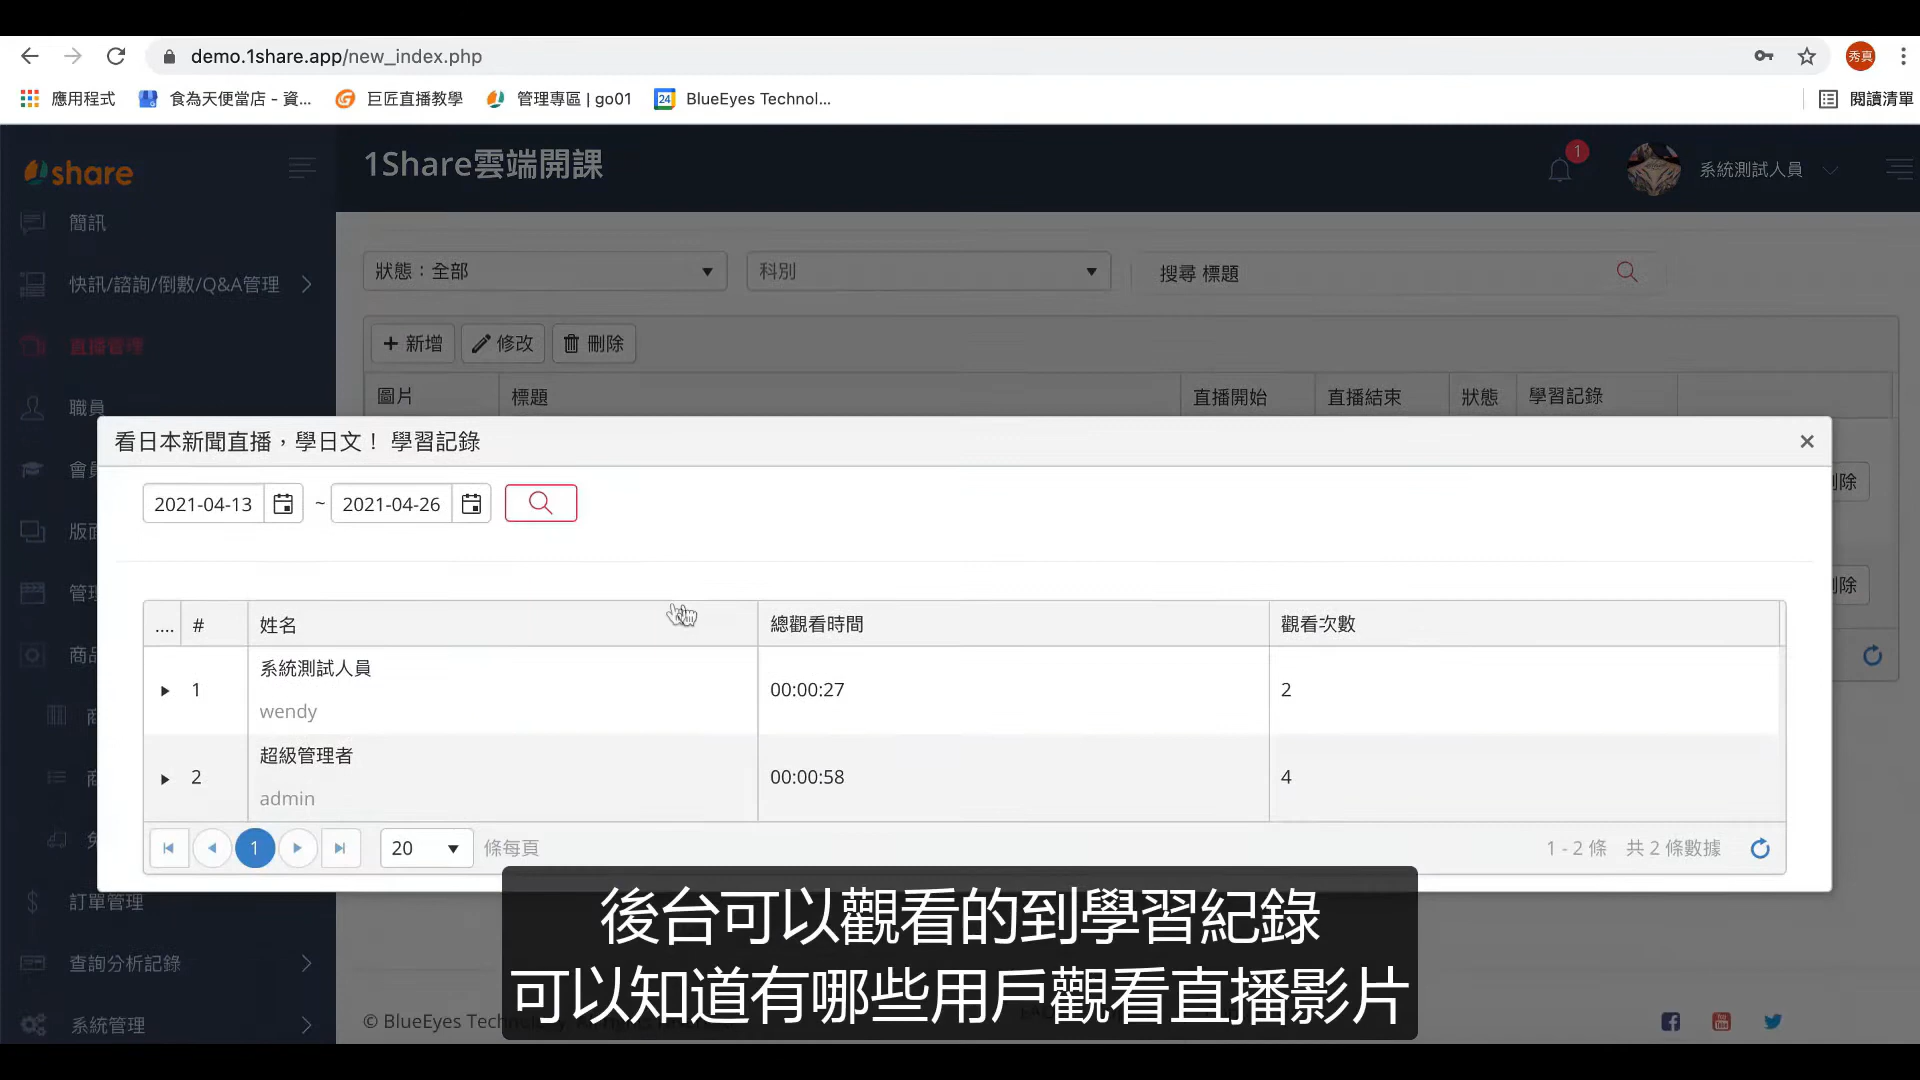 demo.1share.app/new_index.php
秀真
應用程式
食為天便當店 - 資...
巨匠直播教學
管理專區 | go01
24
BlueEyes Technol...
閱讀清單
share
1Share雲端開課
1
系統測試人員
簡訊
快訊/諮詢/倒數/Q&A管理
直播管理
職員
狀態：全部
科別
搜尋 標題
新增
修改
刪除
圖片
標題
直播開始
直播結束
狀態
學習記錄
看日本新聞直播，學日文！ 學習記錄
2021-04-13
~
2021-04-26
....
#
姓名
總觀看時間
觀看次數
1
系統測試人員
wendy
00:00:27
2
2
超級管理者
admin
00:00:58
4
1
20
條每頁
1 - 2 條 共 2 條數據
訂單管理
查詢分析記錄
系統管理
後台可以觀看的到學習紀錄
可以知道有哪些用戶觀看直播影片
© BlueEyes Tech